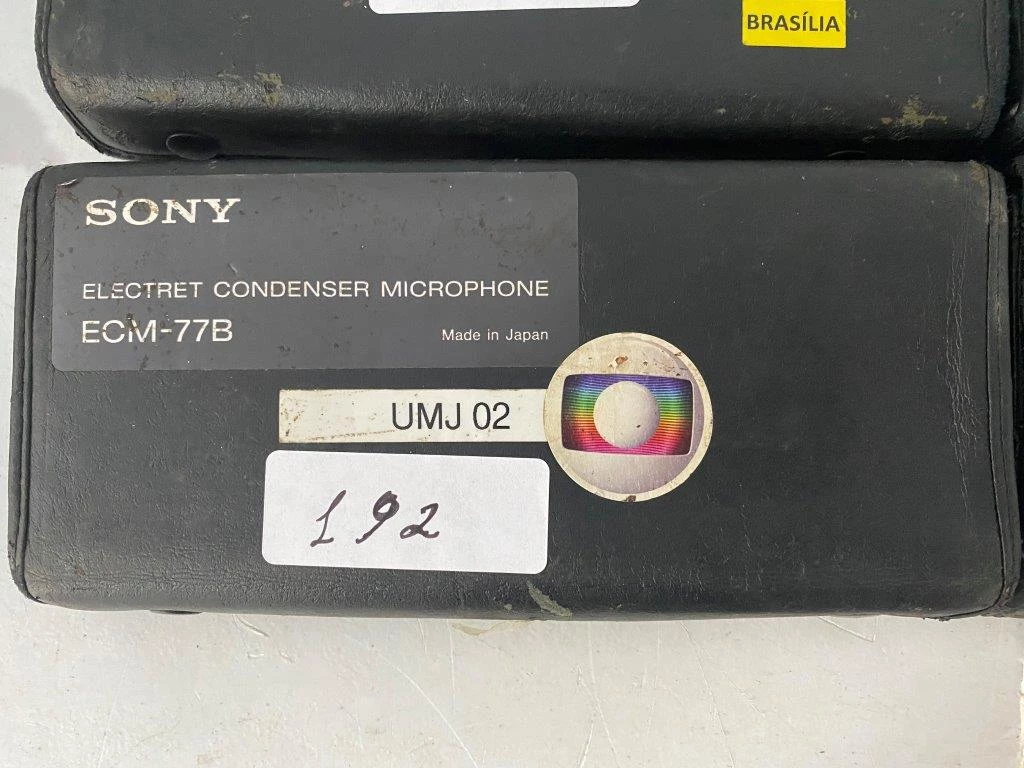 BRASÍLIA
SONY
ELECTRET CONDENSER MICROPHONE
ECM-77B
Made in Japan
UMJ 02
192